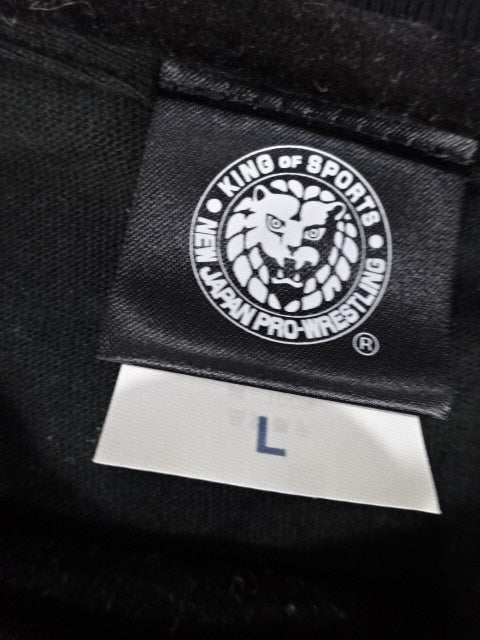 KING OF SPORTS
NEW JAPAN PRO-WRESTLING
®
L